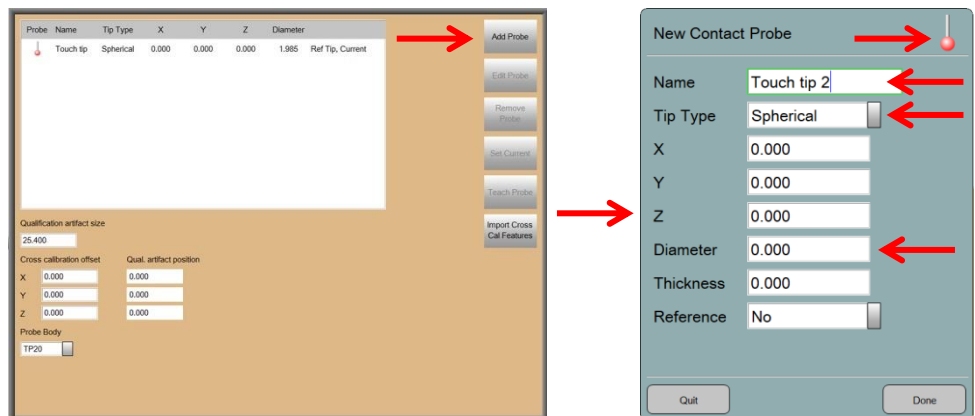 Probe Name Tip Type X Y Z Diameter
Touch tip Spherical 0.000 0.000 0.000 1.985 Ref Tip, Current
Add Probe
Edit Probe
Remove
Probe
Set Current
Teach Probe
Import Cross
Cal Features
Qualification artifact size
25.400
Cross calibration offset Qual. artifact position
X 0.000 0.000
Y 0.000 0.000
Z 0.000 0.000
Probe Body
TP20
New Contact Probe
Name Touch tip 2
Tip Type Spherical
X 0.000
Y 0.000
Z 0.000
Diameter 0.000
Thickness 0.000
Reference No
Quit Done